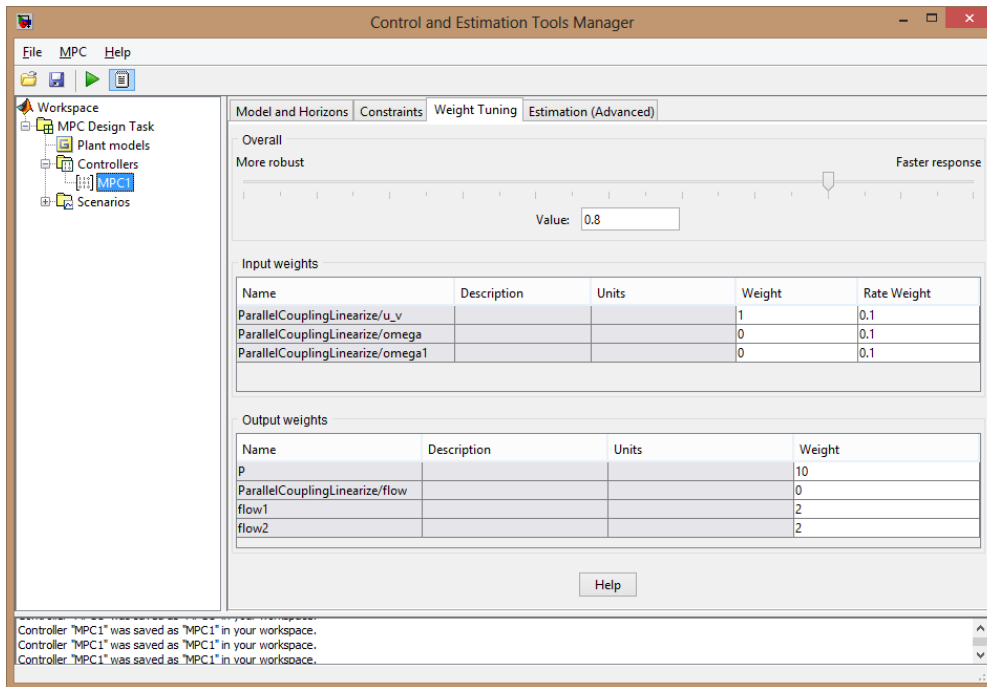 Control and Estimation Tools Manager
File MPC Help
Workspace
MPC Design Task
Plant models
Controllers
MPC1
Scenarios
Model and Horizons Constraints Weight Tuning Estimation (Advanced)
Overall
More robust Faster response
Value: 0.8
Input weights
Name Description Units Weight Rate Weight
ParallelCouplingLinearize/u_v 1 0.1
ParallelCouplingLinearize/omega 0 0.1
ParallelCouplingLinearize/omega1 0 0.1
Output weights
Name Description Units Weight
P 10
ParallelCouplingLinearize/flow 0
flow1 2
flow2 2
Help
Controller "MPC1" was saved as "MPC1" in your workspace.
Controller "MPC1" was saved as "MPC1" in your workspace.
Controller "MPC1" was saved as "MPC1" in your workspace.